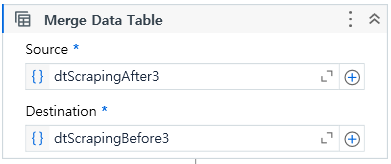 Merge Data Table
Source *
{} dtScrapingAfter3
Destination *
{} dtScrapingBefore3